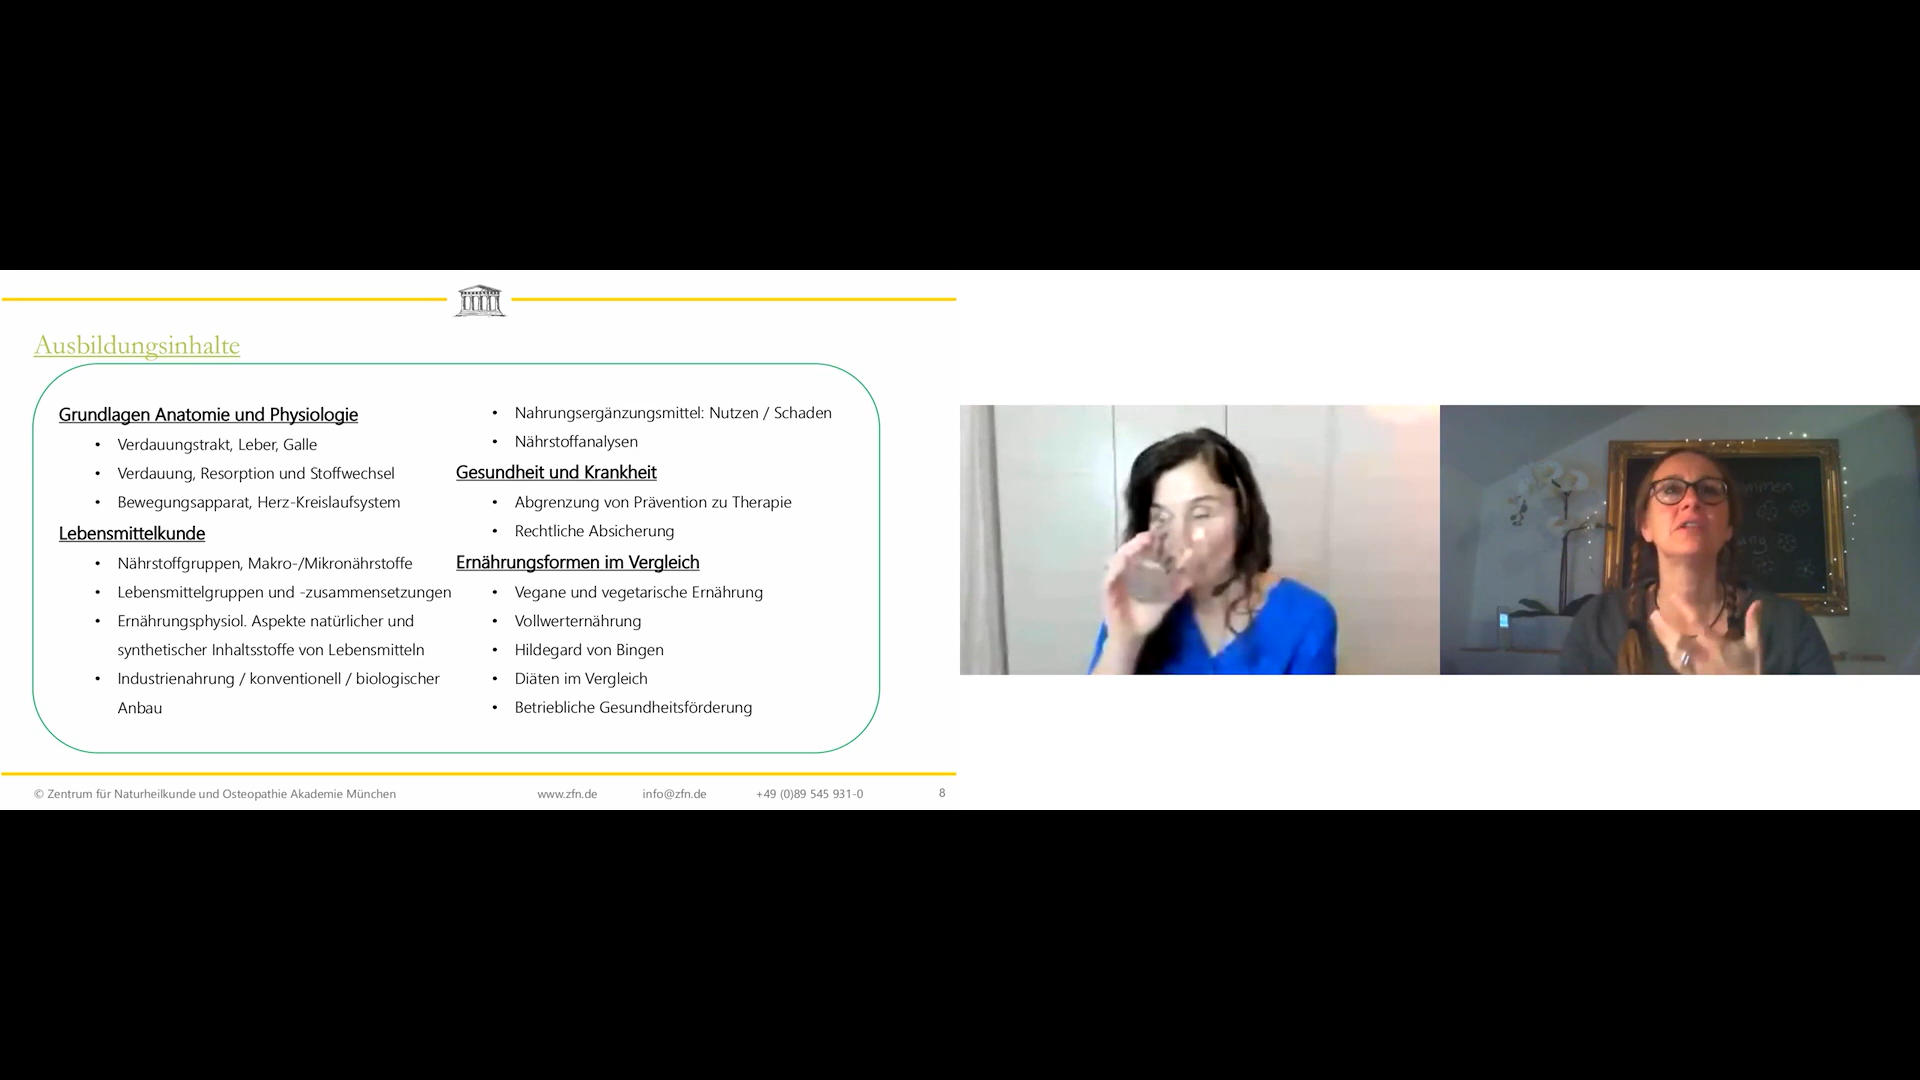 Ausbildungsinhalte
Grundlagen Anatomie und Physiologie
• Verdauungstrakt, Leber, Galle
• Verdauung, Resorption und Stoffwechsel
• Bewegungsapparat, Herz-Kreislaufsystem
Lebensmittelkunde
• Nährstoffgruppen, Makro-/Mikronährstoffe
• Lebensmittelgruppen und -zusammensetzungen
• Ernährungsphysiol. Aspekte natürlicher und
synthetischer Inhaltsstoffe von Lebensmitteln
• Industrienahrung / konventionell / biologischer
Anbau
• Nahrungsergänzungsmittel: Nutzen / Schaden
• Nährstoffanalysen
Gesundheit und Krankheit
• Abgrenzung von Prävention zu Therapie
• Rechtliche Absicherung
Ernährungsformen im Vergleich
• Vegane und vegetarische Ernährung
• Vollwerternährung
• Hildegard von Bingen
• Diäten im Vergleich
• Betriebliche Gesundheitsförderung
© Zentrum für Naturheilkunde und Osteopathie Akademie München www.zfn.de info@zfn.de +49 (0)89 545 931-0 8